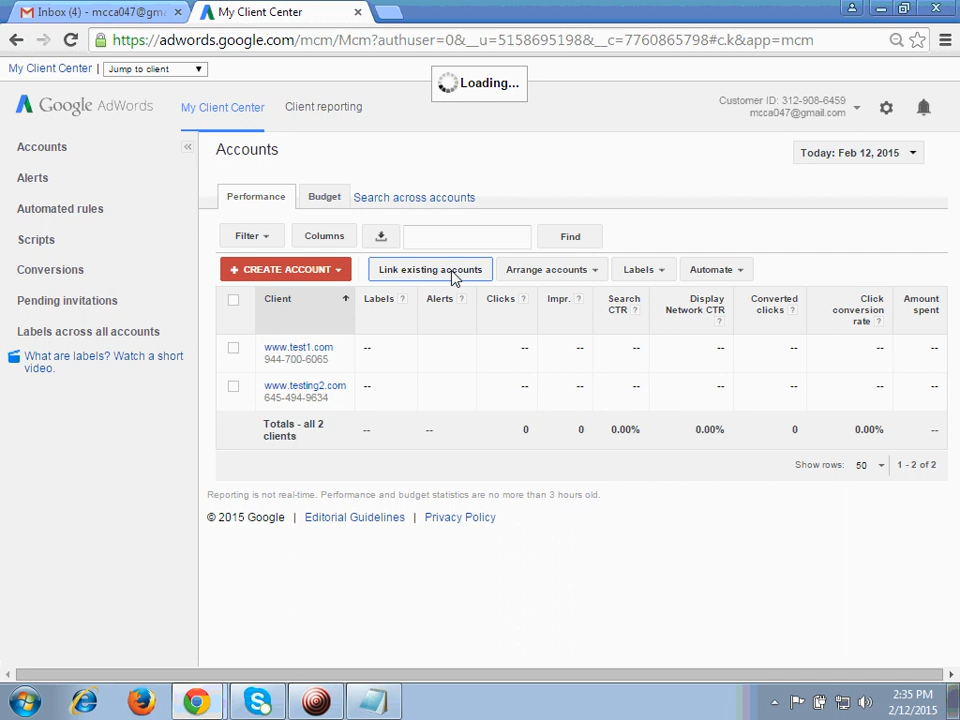 Inbox (4) - mcca047@gma
My Client Center
https://adwords.google.com/mcm/Mcm?authuser=0&__u=5158695198&__c=7760865798#c.k&app=mcm
My Client Center | Jump to client
Loading...
Google AdWords
My Client Center
Client reporting
Customer ID: 312-908-6459
mcca047@gmail.com
Accounts
Alerts
Automated rules
Scripts
Conversions
Pending invitations
Labels across all accounts
What are labels? Watch a short
video.
Accounts
Today: Feb 12, 2015
Performance
Budget
Search across accounts
Filter
Columns
Find
+ CREATE ACCOUNT
Link existing accounts
Arrange accounts
Labels
Automate
Client
Labels ?
Alerts ?
Clicks ?
Impr. ?
Search
CTR ?
Display
Network CTR
?
Converted
clicks ?
Click
conversion
rate ?
Amount
spent
www.test1.com
944-700-6065
-- -- -- -- -- -- -- --
www.testing2.com
645-494-9634
-- -- -- -- -- -- -- --
Totals - all 2
clients
-- -- 0 0 0.00% 0.00% 0 0.00% --
Show rows: 50
1 - 2 of 2
Reporting is not real-time. Performance and budget statistics are no more than 3 hours old.
© 2015 Google | Editorial Guidelines | Privacy Policy
2:35 PM
2/12/2015